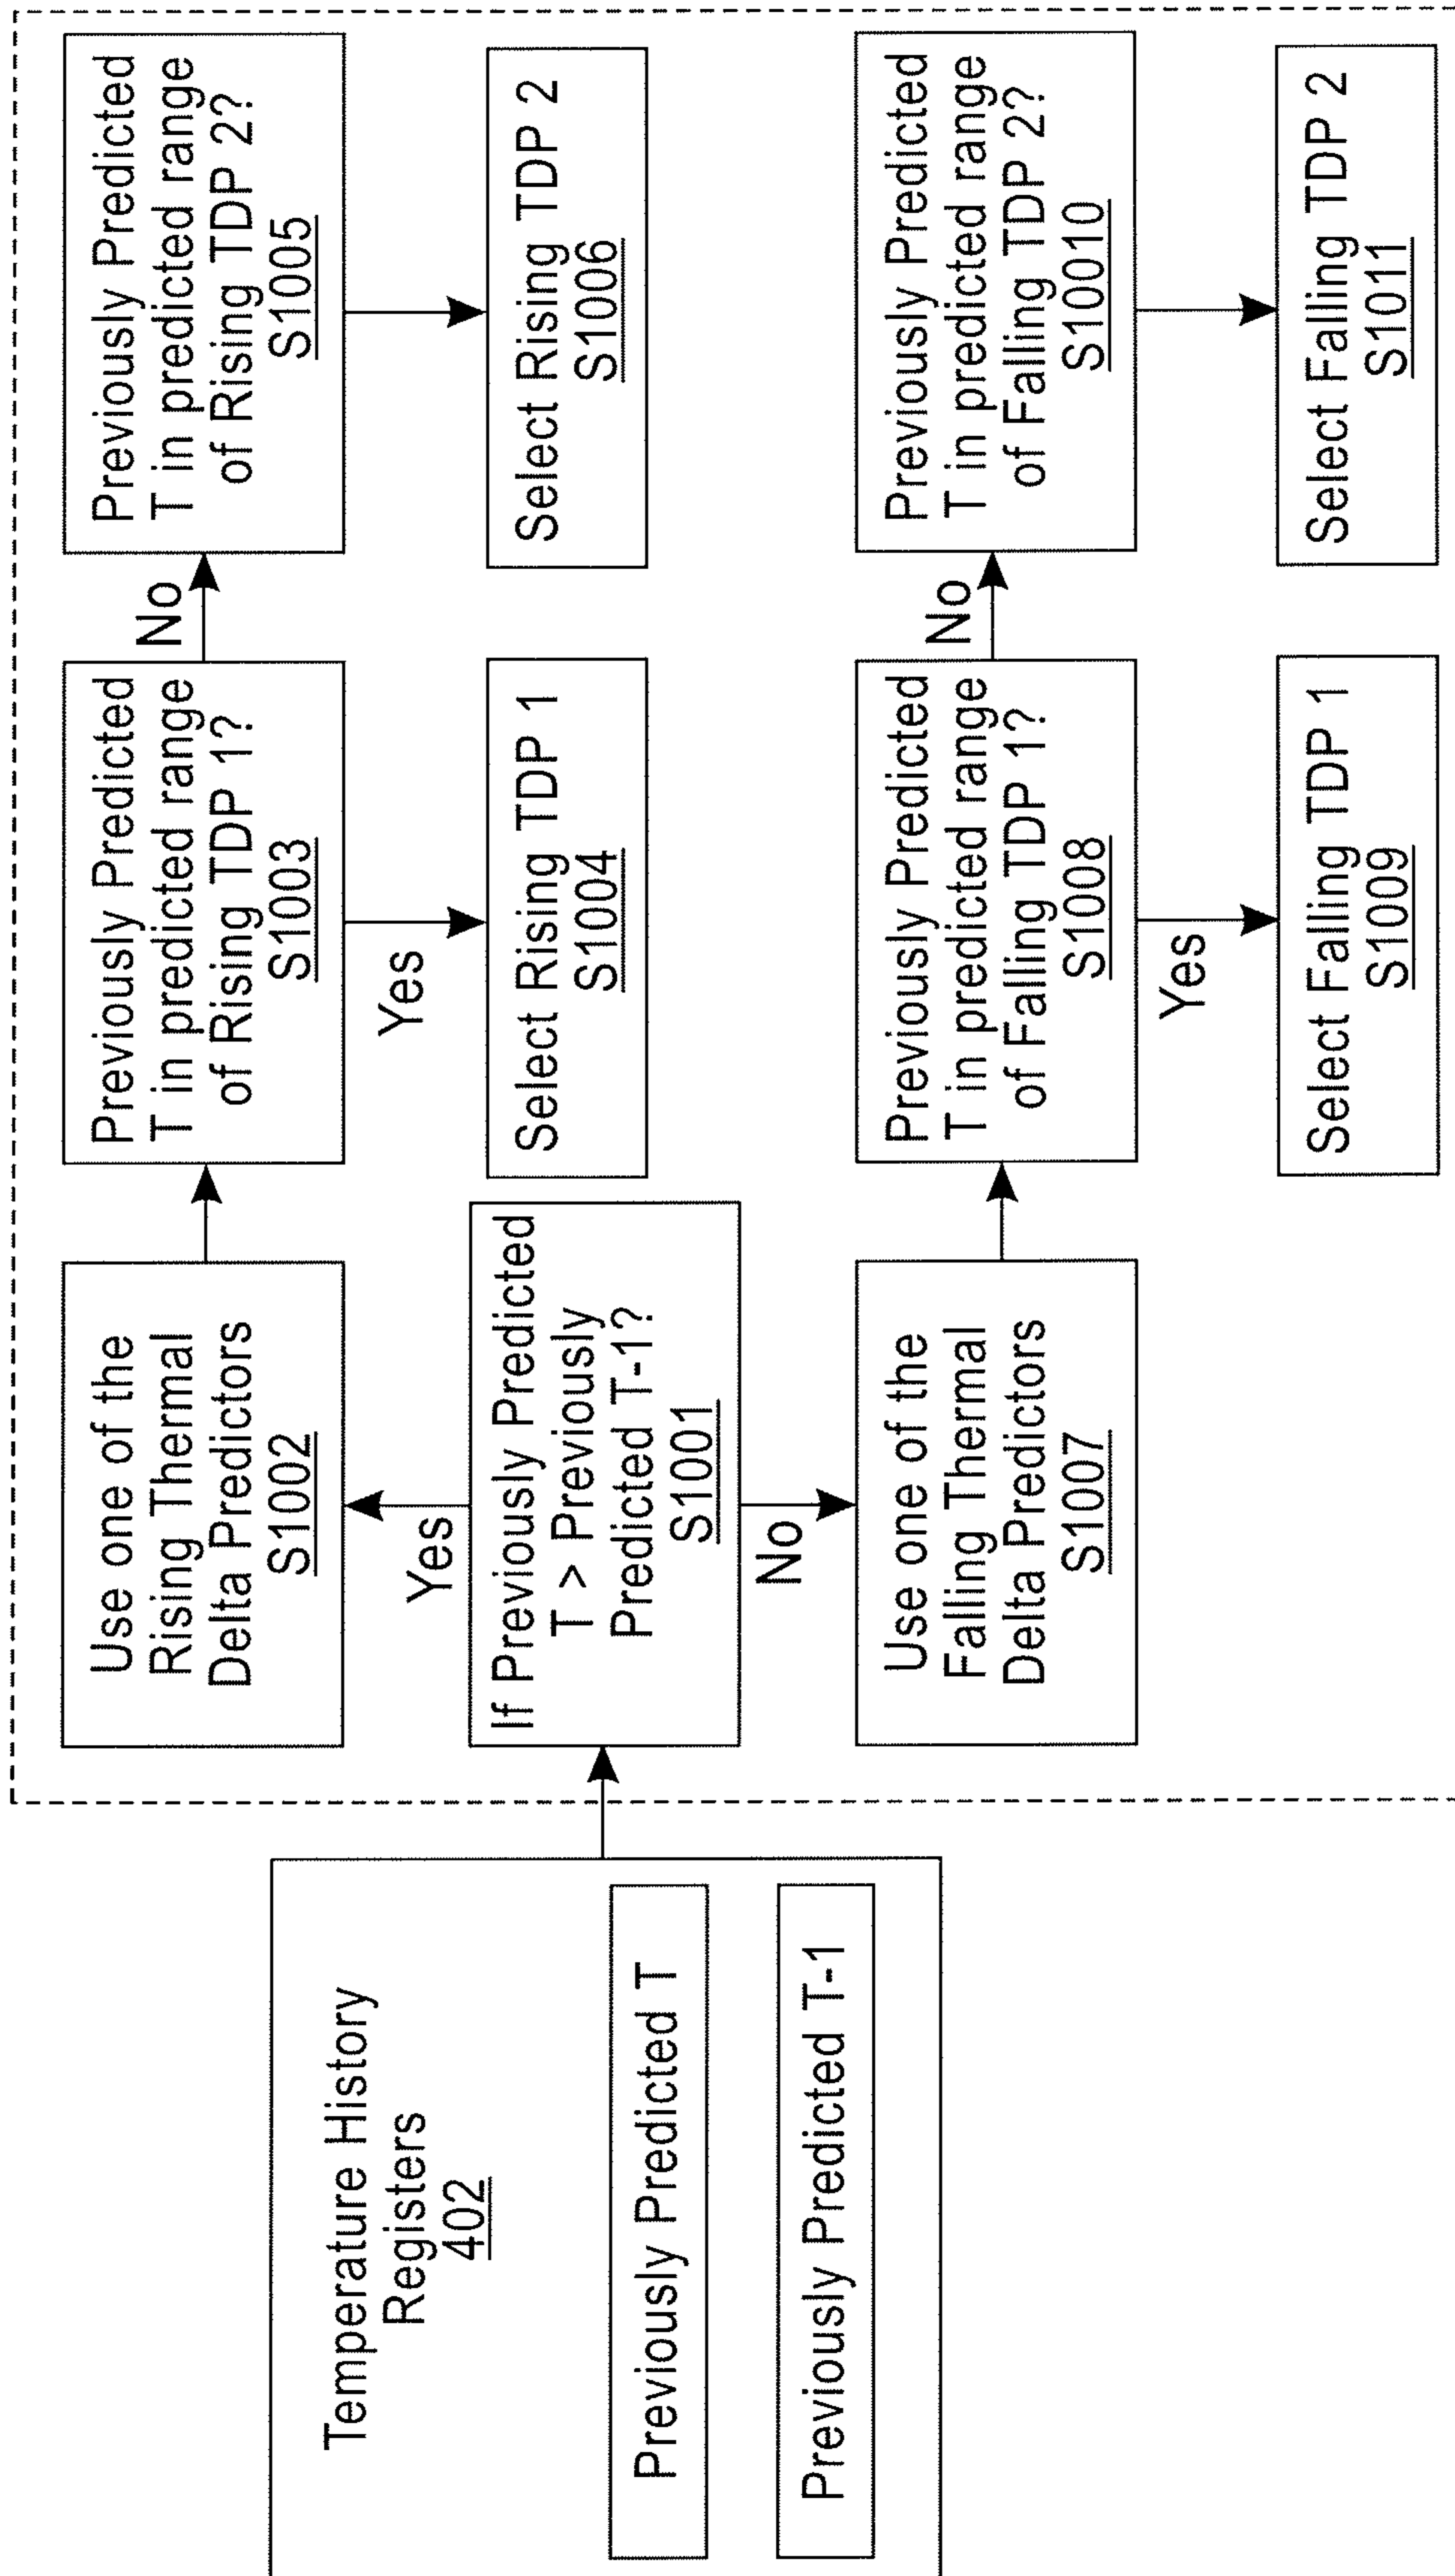 Temperature History
Registers
402
Previously Predicted T
Previously Predicted T-1
If Previously Predicted
T > Previously
Predicted T-1?
S1001
Yes
No
Use one of the
Rising Thermal
Delta Predictors
S1002
Previously Predicted
T in predicted range
of Rising TDP 1?
S1003
Yes
No
Select Rising TDP 1
S1004
Previously Predicted
T in predicted range
of Rising TDP 2?
S1005
Select Rising TDP 2
S1006
Use one of the
Falling Thermal
Delta Predictors
S1007
Previously Predicted
T in predicted range
of Falling TDP 1?
S1008
Yes
No
Select Falling TDP 1
S1009
Previously Predicted
T in predicted range
of Falling TDP 2?
S10010
Select Falling TDP 2
S1011